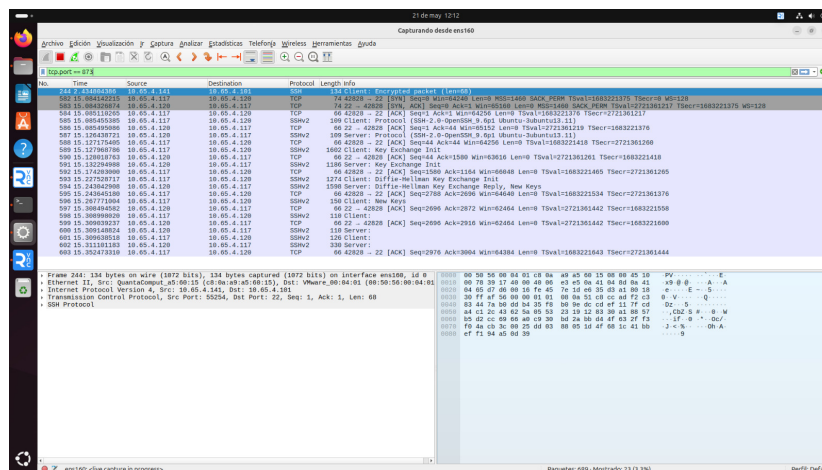 21 de may 12:12
Capturando desde ens160
Archivo Edición Visualización Ir Captura Analizar Estadísticas Telefonía Wireless Herramientas Ayuda
tcp.port == 873
No. Time Source Destination Protocol Length Info
244 2.434804386 10.65.4.141 10.65.4.101 SSH 134 Client: Encrypted packet (len=68)
582 15.084142215 10.65.4.117 10.65.4.120 TCP 74 42828 → 22 [SYN] Seq=0 Win=64240 Len=0 MSS=1460 SACK_PERM TSval=1683221375 TSecr=0 WS=128
583 15.084326874 10.65.4.120 10.65.4.117 TCP 74 22 → 42828 [SYN, ACK] Seq=0 Ack=1 Win=65160 Len=0 MSS=1460 SACK_PERM TSval=2721361217 TSecr=1683221375 WS=128
584 15.085110265 10.65.4.117 10.65.4.120 TCP 66 42828 → 22 [ACK] Seq=1 Ack=1 Win=64256 Len=0 TSval=1683221376 TSecr=2721361217
585 15.085455385 10.65.4.117 10.65.4.120 SSHv2 109 Client: Protocol (SSH-2.0-OpenSSH_9.6p1 Ubuntu-3ubuntu13.11)
586 15.085495086 10.65.4.120 10.65.4.117 TCP 66 22 → 42828 [ACK] Seq=1 Ack=44 Win=65152 Len=0 TSval=2721361219 TSecr=1683221376
587 15.126438721 10.65.4.120 10.65.4.117 SSHv2 109 Server: Protocol (SSH-2.0-OpenSSH_9.6p1 Ubuntu-3ubuntu13.11)
588 15.127175405 10.65.4.117 10.65.4.120 TCP 66 42828 → 22 [ACK] Seq=44 Ack=44 Win=64256 Len=0 TSval=1683221418 TSecr=2721361260
589 15.127968786 10.65.4.117 10.65.4.120 SSHv2 1602 Client: Key Exchange Init
590 15.128018763 10.65.4.120 10.65.4.117 TCP 66 22 → 42828 [ACK] Seq=44 Ack=1580 Win=63616 Len=0 TSval=2721361261 TSecr=1683221418
591 15.132294988 10.65.4.120 10.65.4.117 SSHv2 1186 Server: Key Exchange Init
592 15.174203000 10.65.4.117 10.65.4.120 TCP 66 42828 → 22 [ACK] Seq=1580 Ack=1164 Win=66048 Len=0 TSval=1683221465 TSecr=2721361265
593 15.227528717 10.65.4.117 10.65.4.120 SSHv2 1274 Client: Diffie-Hellman Key Exchange Init
594 15.243042980 10.65.4.120 10.65.4.117 SSHv2 1598 Server: Diffie-Hellman Key Exchange Reply, New Keys
595 15.243645180 10.65.4.117 10.65.4.120 TCP 66 42828 → 22 [ACK] Seq=2788 Ack=2696 Win=64640 Len=0 TSval=1683221534 TSecr=2721361376
596 15.267771004 10.65.4.117 10.65.4.120 SSHv2 150 Client: New Keys
597 15.308494582 10.65.4.120 10.65.4.117 TCP 66 22 → 42828 [ACK] Seq=2696 Ack=2872 Win=62464 Len=0 TSval=2721361442 TSecr=1683221558
598 15.308990020 10.65.4.117 10.65.4.120 SSHv2 110 Client:
599 15.309039237 10.65.4.120 10.65.4.117 TCP 66 22 → 42828 [ACK] Seq=2696 Ack=2916 Win=62464 Len=0 TSval=2721361442 TSecr=1683221600
600 15.309148024 10.65.4.120 10.65.4.117 SSHv2 110 Server:
601 15.309630518 10.65.4.117 10.65.4.120 SSHv2 126 Client:
602 15.311101183 10.65.4.120 10.65.4.117 SSHv2 330 Server:
603 15.352473310 10.65.4.117 10.65.4.120 TCP 66 42828 → 22 [ACK] Seq=2976 Ack=3004 Win=64384 Len=0 TSval=1683221643 TSecr=2721361444
Frame 244: 134 bytes on wire (1072 bits), 134 bytes captured (1072 bits) on interface ens160, id 0
Ethernet II, Src: QuantaComput_a5:60:15 (c8:0a:a9:a5:60:15), Dst: VMware_00:04:01 (00:50:56:00:04:01
Internet Protocol Version 4, Src: 10.65.4.141, Dst: 10.65.4.101
Transmission Control Protocol, Src Port: 55254, Dst Port: 22, Seq: 1, Ack: 1, Len: 68
SSH Protocol
ens160: <live capture in progress>
Paquetes: 689 · Mostrado: 23 (3.3%)